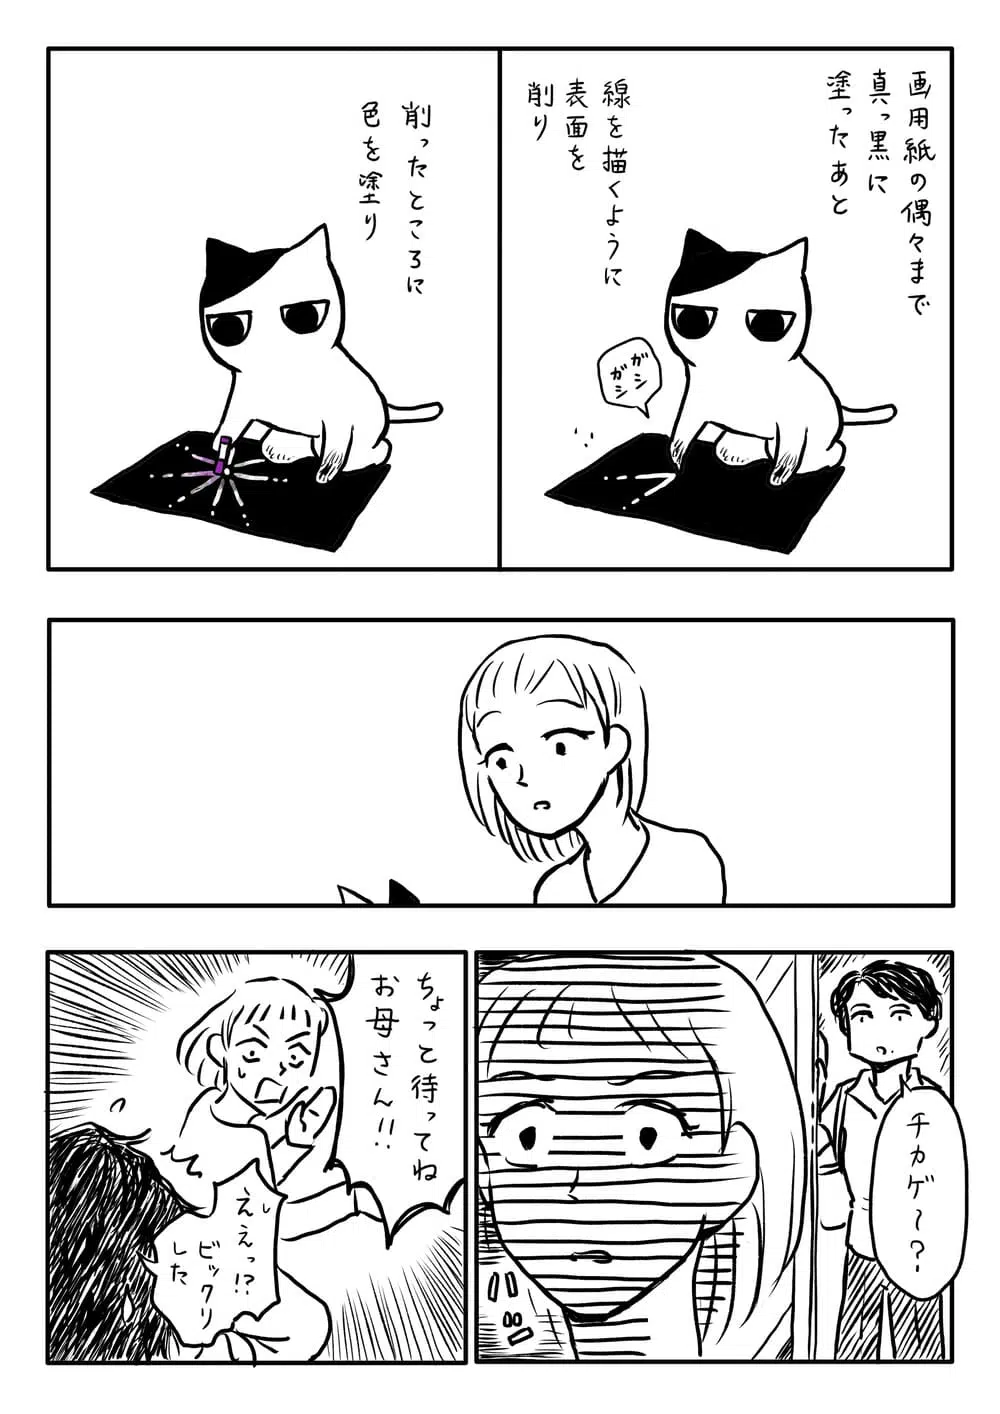 画用紙の偶々まで
真っ黒に
塗ったあと
線を描くように
表面を
削り
ガシ
ガシ
削ったところに
色を塗り
チカゲ〜?
ちょって待ってね
お母さん!!
えぇっ!?
ビックリ
した